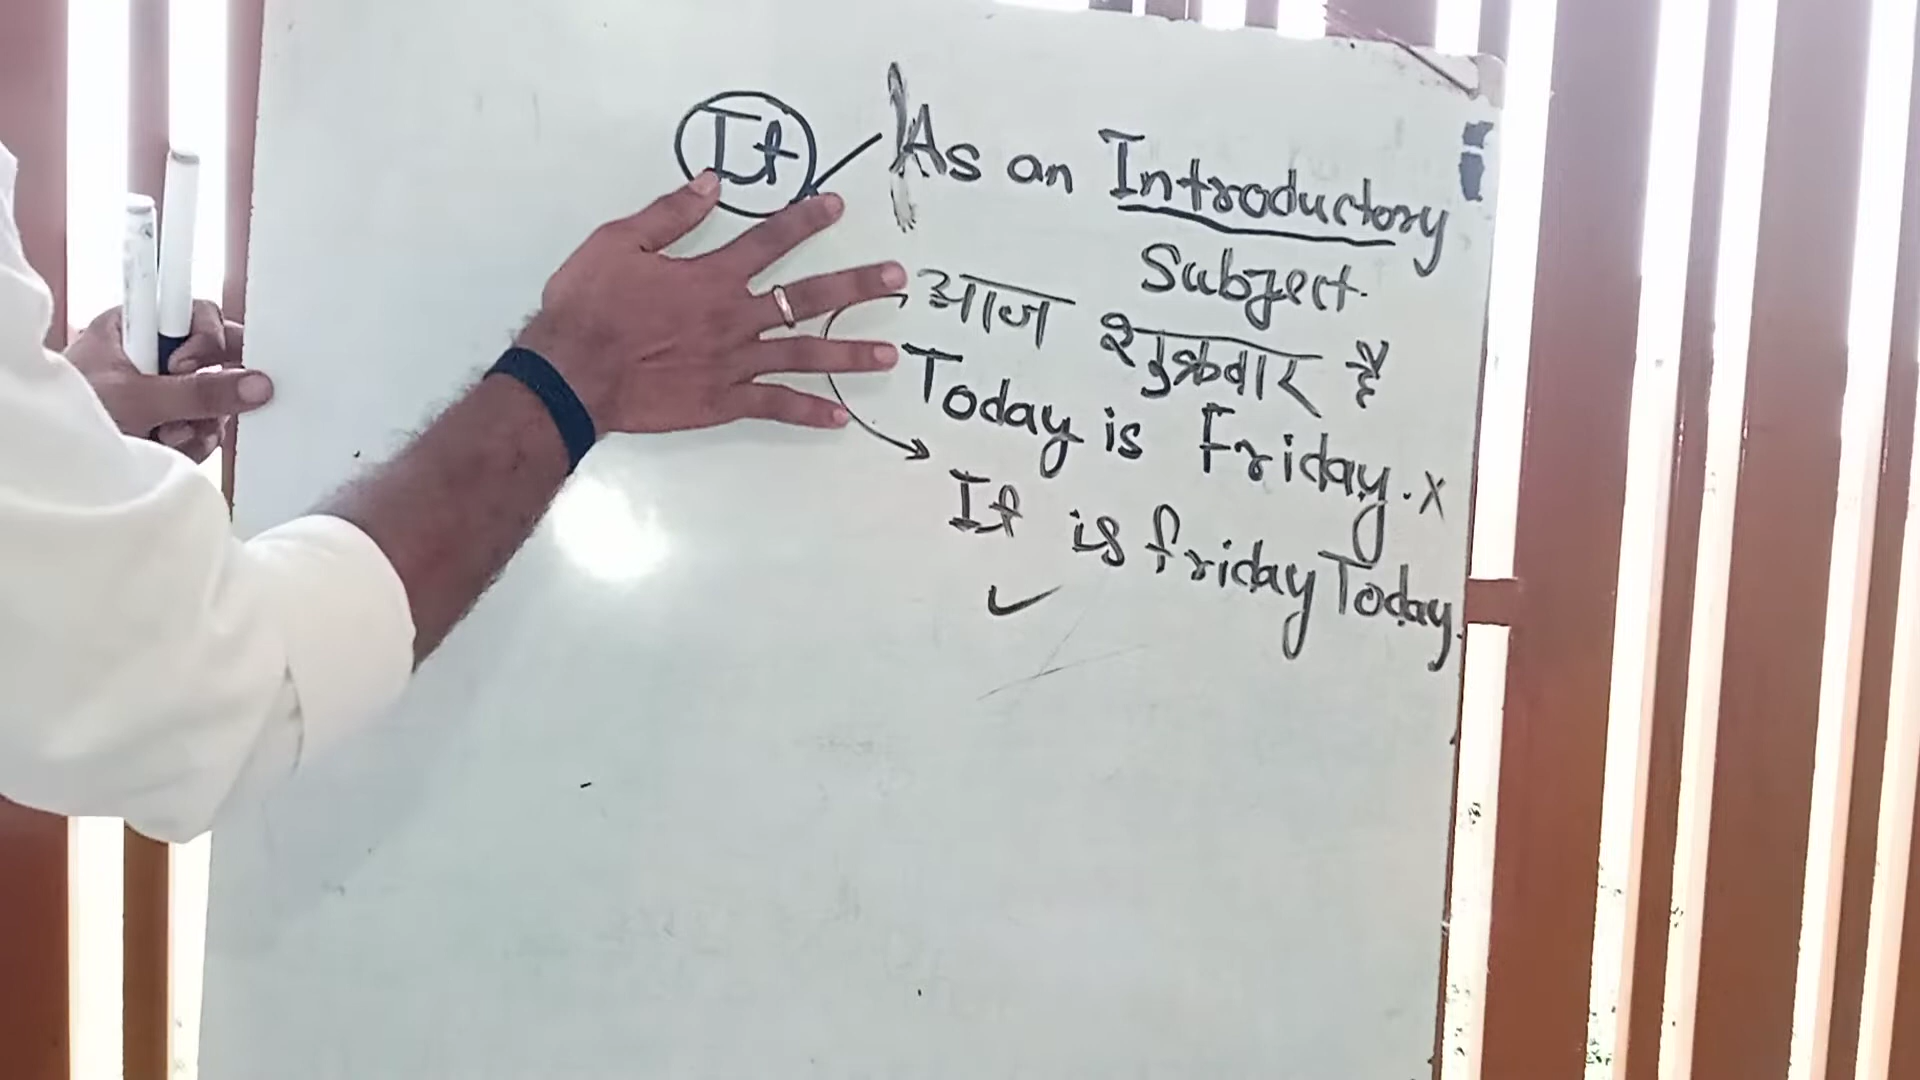 It
As an Introductory
Subject.
आज शुक्रवार है
Today is Friday. x
It is friday Today.